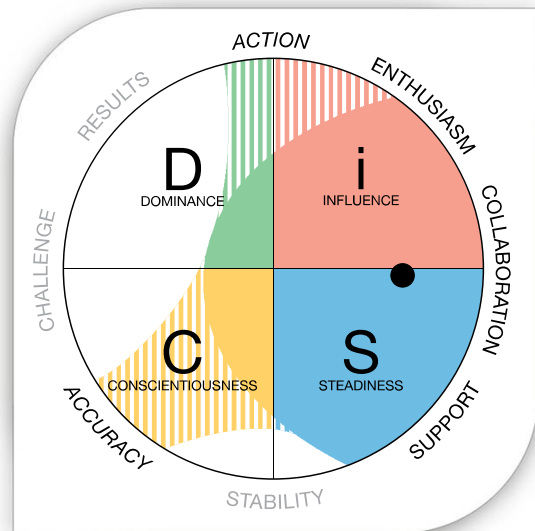 ACTION
ENTHUSIASM
RESULTS
D
DOMINANCE
i
INFLUENCE
COLLABORATION
CHALLENGE
C
CONSCIENTIOUSNESS
S
STEADINESS
ACCURACY
SUPPORT
STABILITY